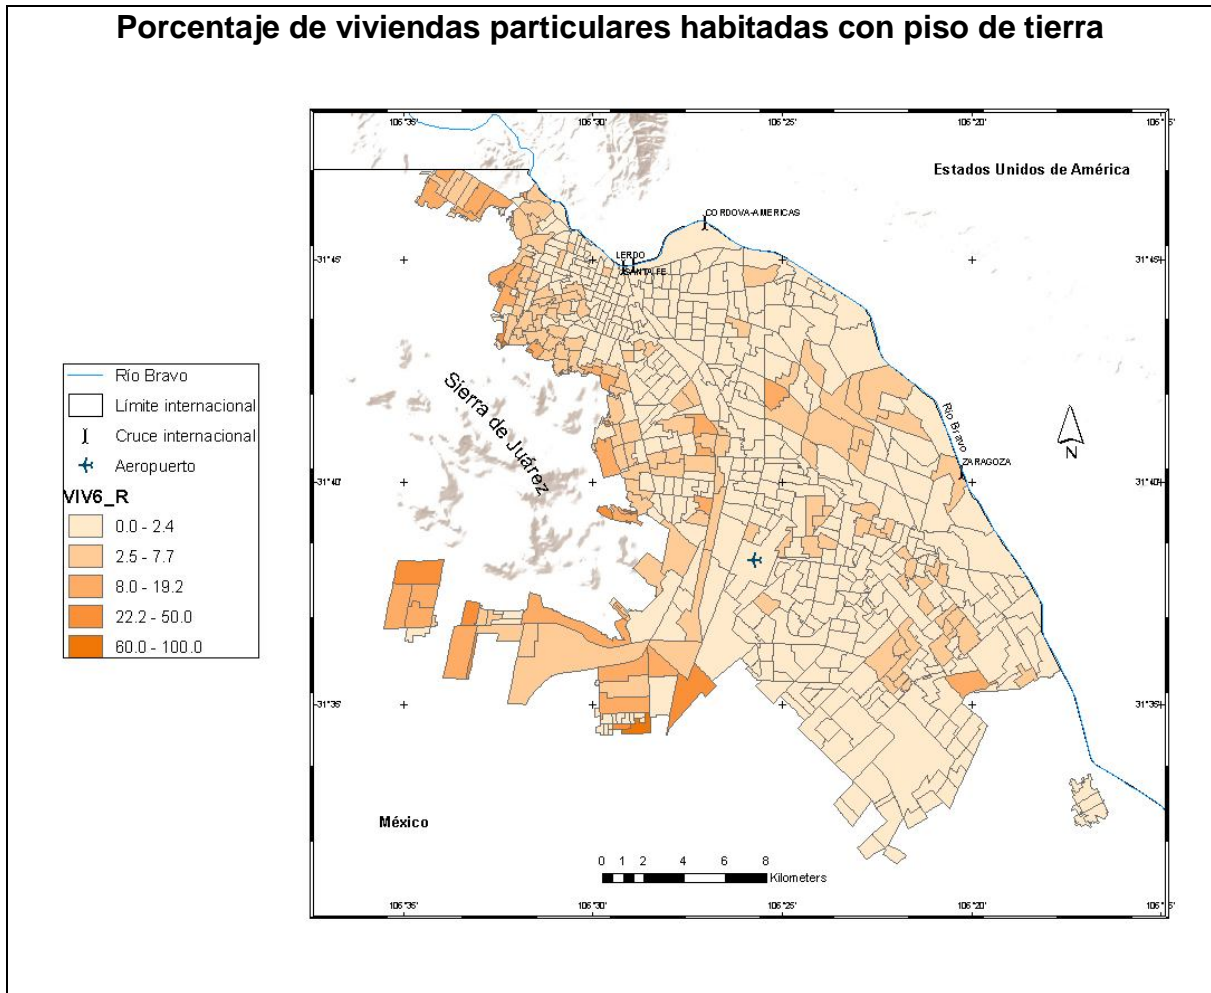 Porcentaje de viviendas particulares habitadas con piso de tierra
106°35'
106°30'
106°25'
106°20'
Estados Unidos de América
CORDOVA-AMERICAS
LERDO
SANTA FE
31°45'
31°45'
Río Bravo
Límite internacional
Cruce internacional
Aeropuerto
VIV6_R
0.0 - 2.4
2.5 - 7.7
8.0 - 19.2
22.2 - 50.0
60.0 - 100.0
Sierra de Juárez
Río Bravo
N
ZARAGOZA
31°40'
31°40'
31°35'
31°35'
México
0 1 2 4 6 8
Kilometers
106°35'
106°30'
106°25'
106°20'